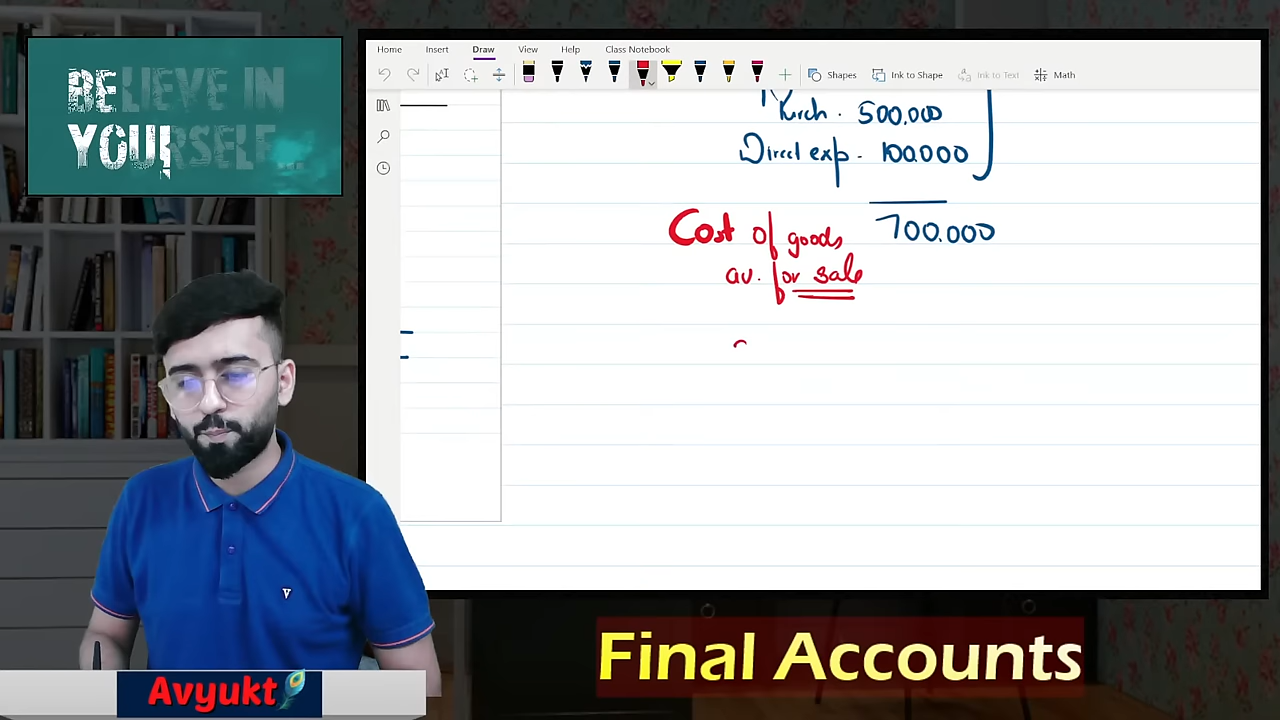 BELIEVE IN
YOURSELF...
Home Insert Draw View Help Class Notebook
Shapes Ink to Shape Ink to Text Math
Purch. 500.000
Direct exp. 100.000
700.000
Cost of goods
av. for sale
Final Accounts
Avyukt